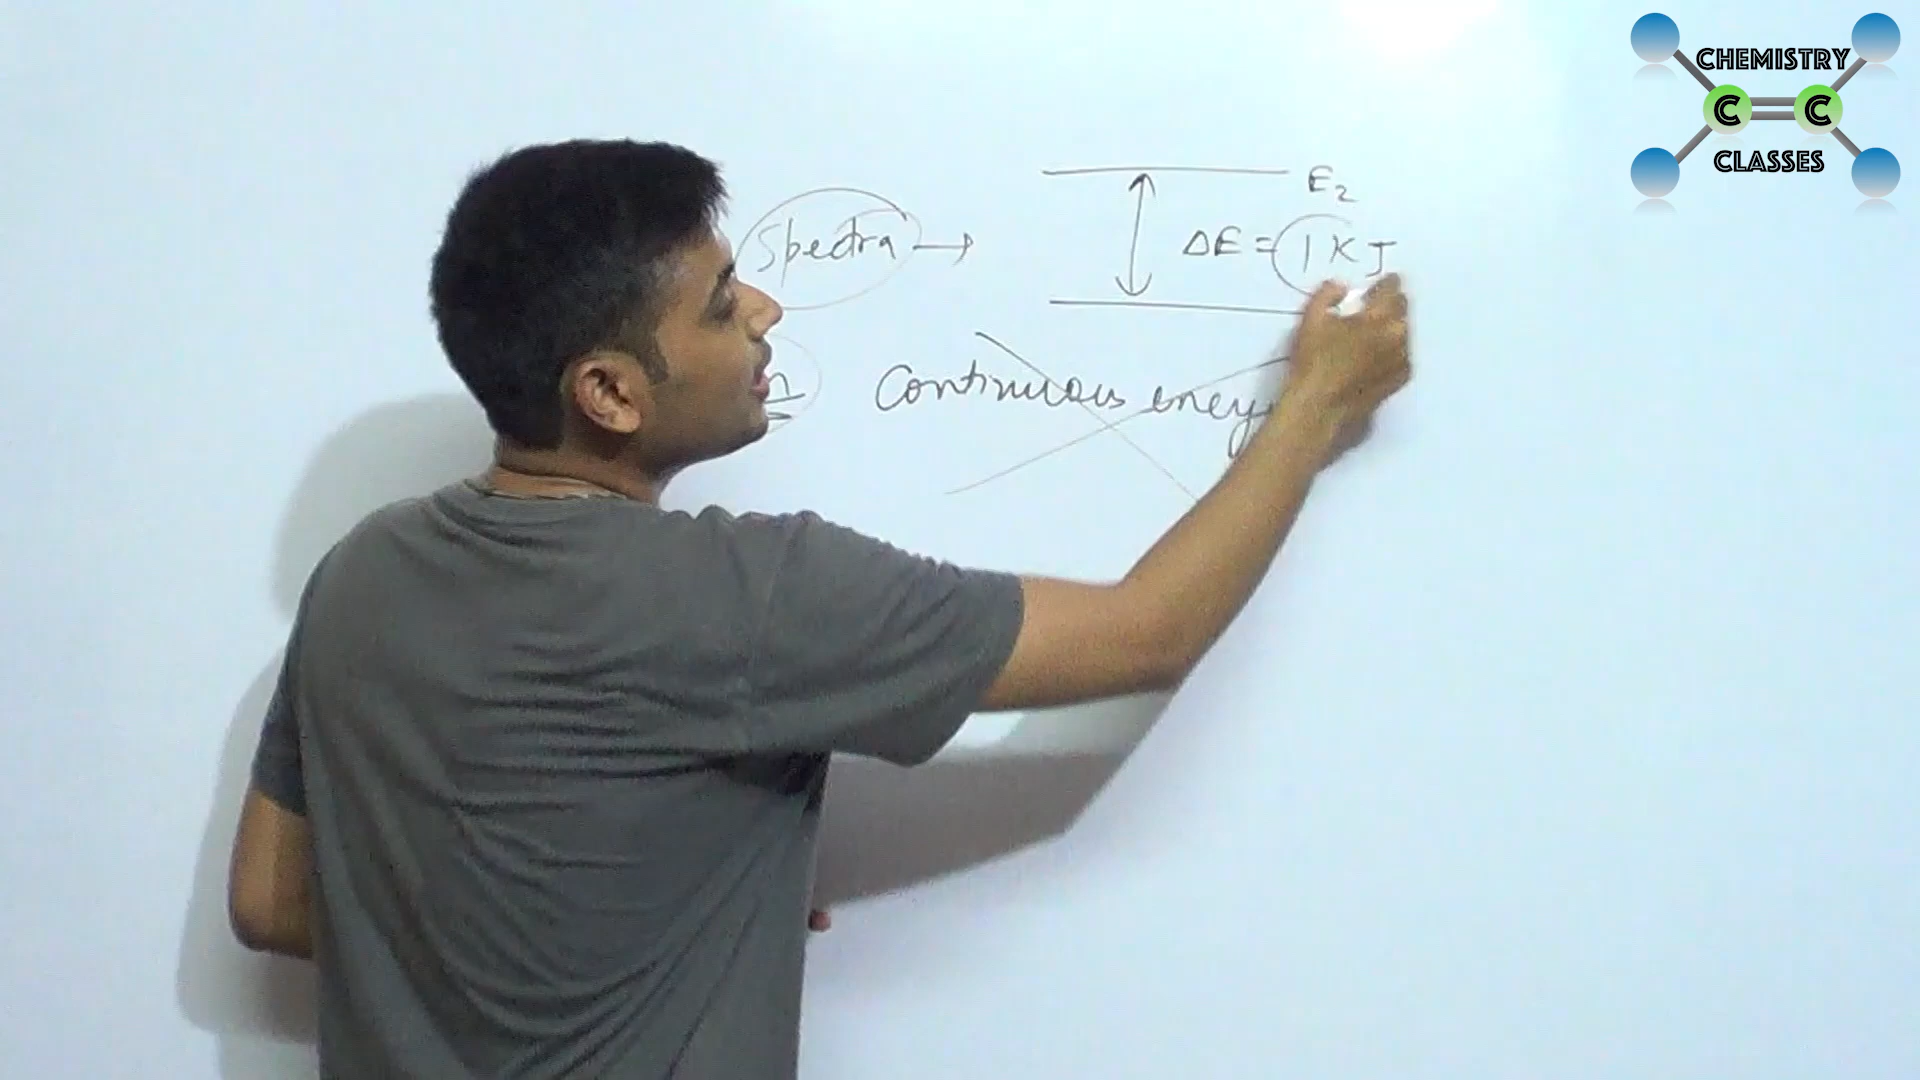 CHEMISTRY
C C
CLASSES
E2
Spectra → ΔE = 1 KJ
Continuous